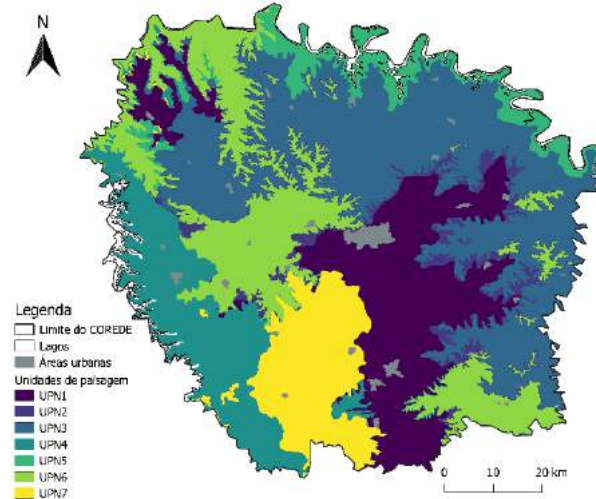 N
Legenda
Limite do COREDE
Lagos
Áreas urbanas
Unidades de paisagem
UPN1
UPN2
UPN3
UPN4
UPN5
UPN6
UPN7
0 10 20 km